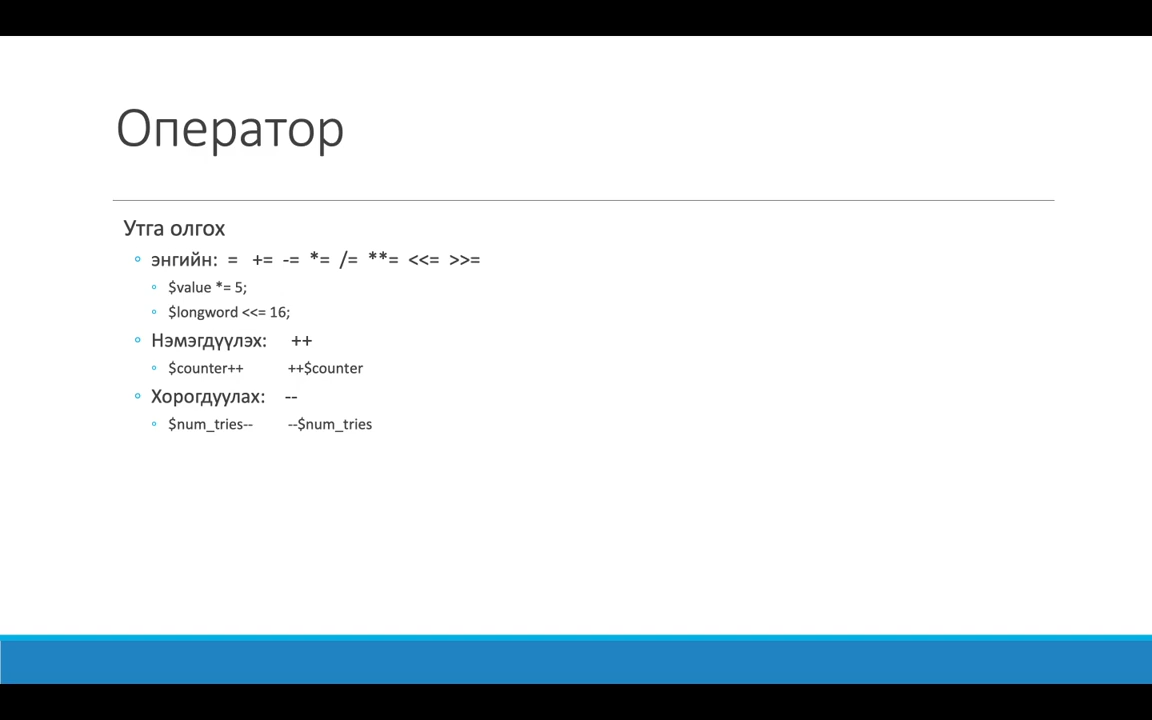 Оператор
Утга олгох
энгийн: = += -= *= /= **= <<= >>=
$value *= 5;
$longword <<= 16;
Нэмэгдүүлэх: ++
$counter++ ++$counter
Хорогдуулах: --
$num_tries-- --$num_tries